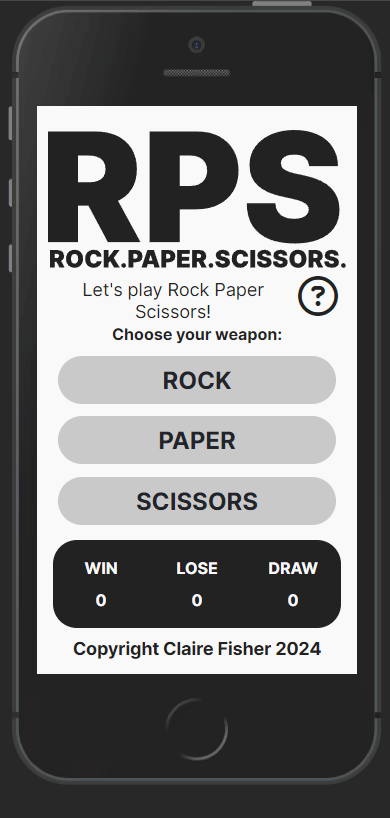 RPS
ROCK.PAPER.SCISSORS.
Let's play Rock Paper
Scissors!
?
Choose your weapon:
ROCK
PAPER
SCISSORS
WIN LOSE DRAW
0 0 0
Copyright Claire Fisher 2024